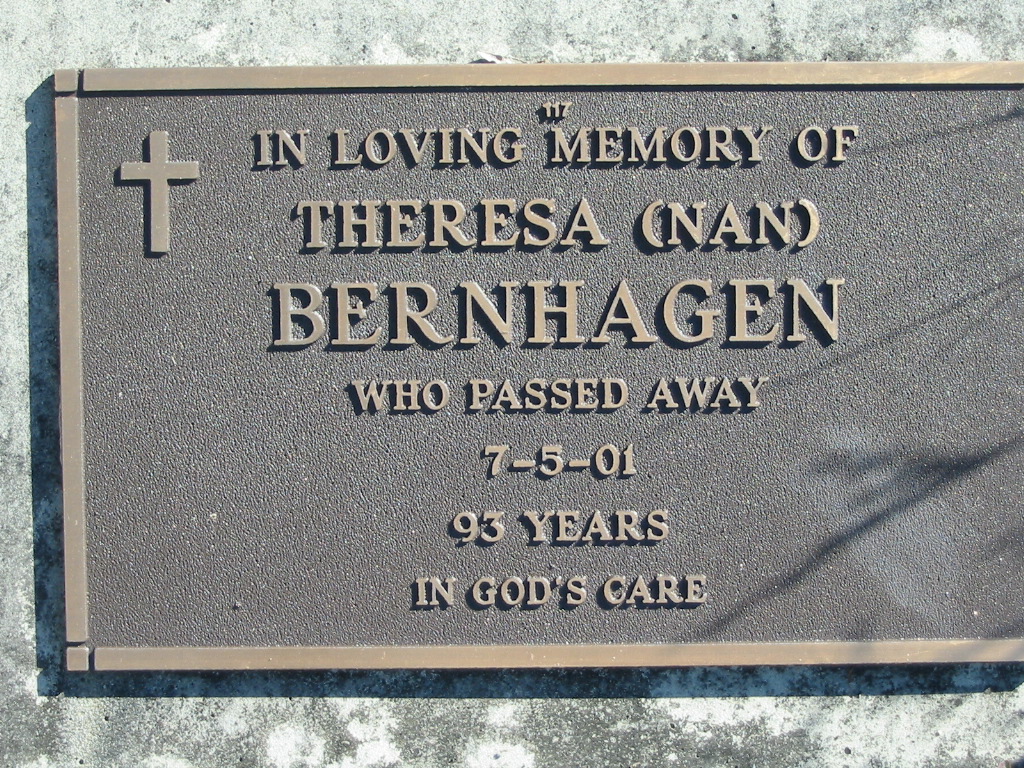 117
IN LOVING MEMORY OF
THERESA (NAN)
BERNHAGEN
WHO PASSED AWAY
7-5-01
93 YEARS
IN GOD'S CARE